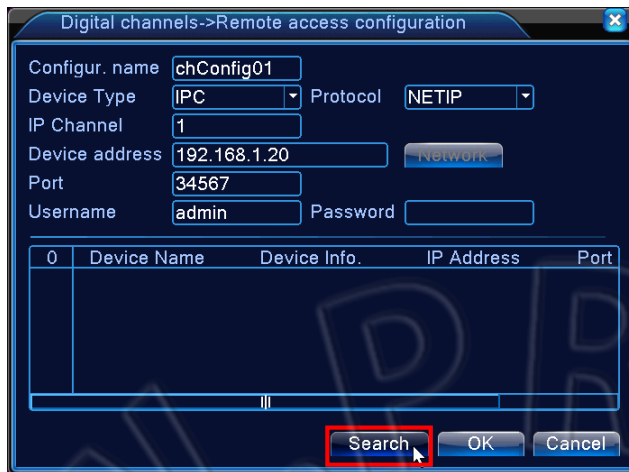 Digital channels->Remote access configuration
Configur. name chConfig01
Device Type IPC Protocol NETIP
IP Channel 1
Device address 192.168.1.20 Network
Port 34567
Username admin Password
0 Device Name Device Info. IP Address Port
Search OK Cancel